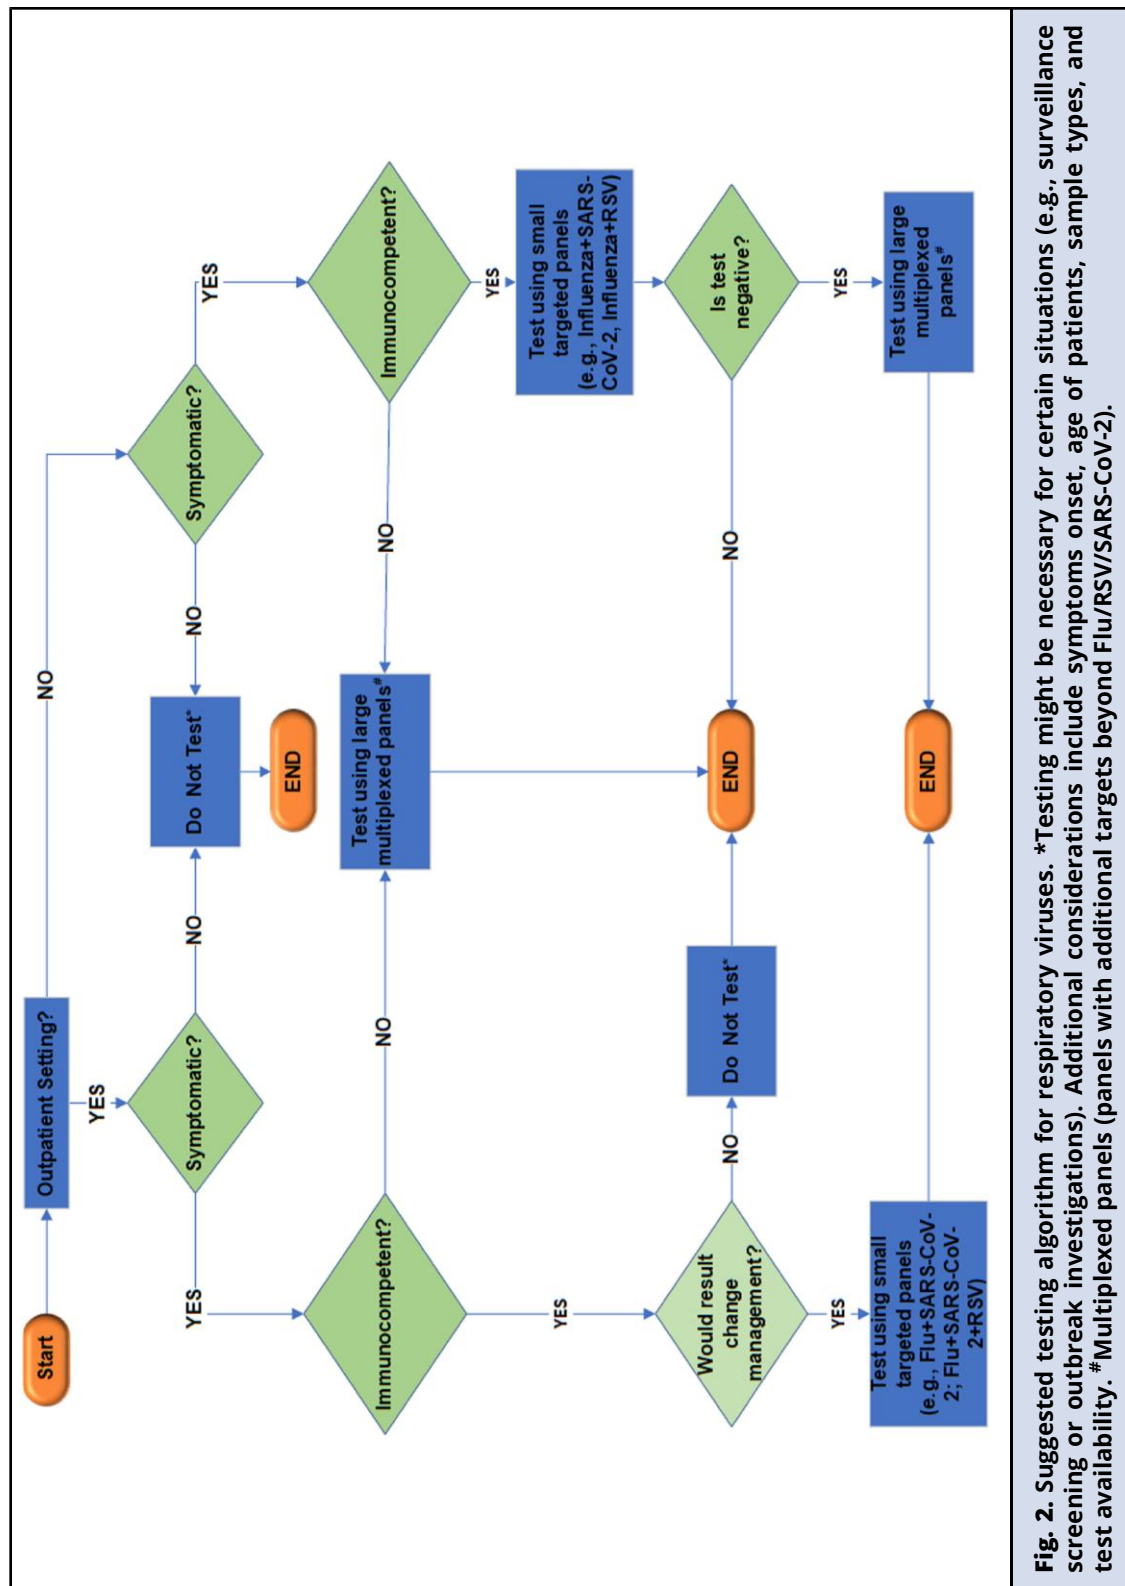 Start
Outpatient Setting?
YES
NO
Symptomatic?
YES
NO
Do Not Test*
END
NO
Symptomatic?
YES
Immunocompetent?
NO
Test using large
multiplexed panels#
NO
Immunocompetent?
YES
YES
Test using small
targeted panels
(e.g., Influenza+SARS-
CoV-2, Influenza+RSV)
Would result
change
management?
NO
Do Not Test*
END
NO
Is test
negative?
YES
YES
Test using small
targeted panels
(e.g., Flu+SARS-CoV-
2; Flu+SARS-CoV-
2+RSV)
END
Test using large
multiplexed
panels#
Fig. 2. Suggested testing algorithm for respiratory viruses. *Testing might be necessary for certain situations (e.g., surveillance
screening or outbreak investigations). Additional considerations include symptoms onset, age of patients, sample types, and
test availability. #Multiplexed panels (panels with additional targets beyond Flu/RSV/SARS-CoV-2).